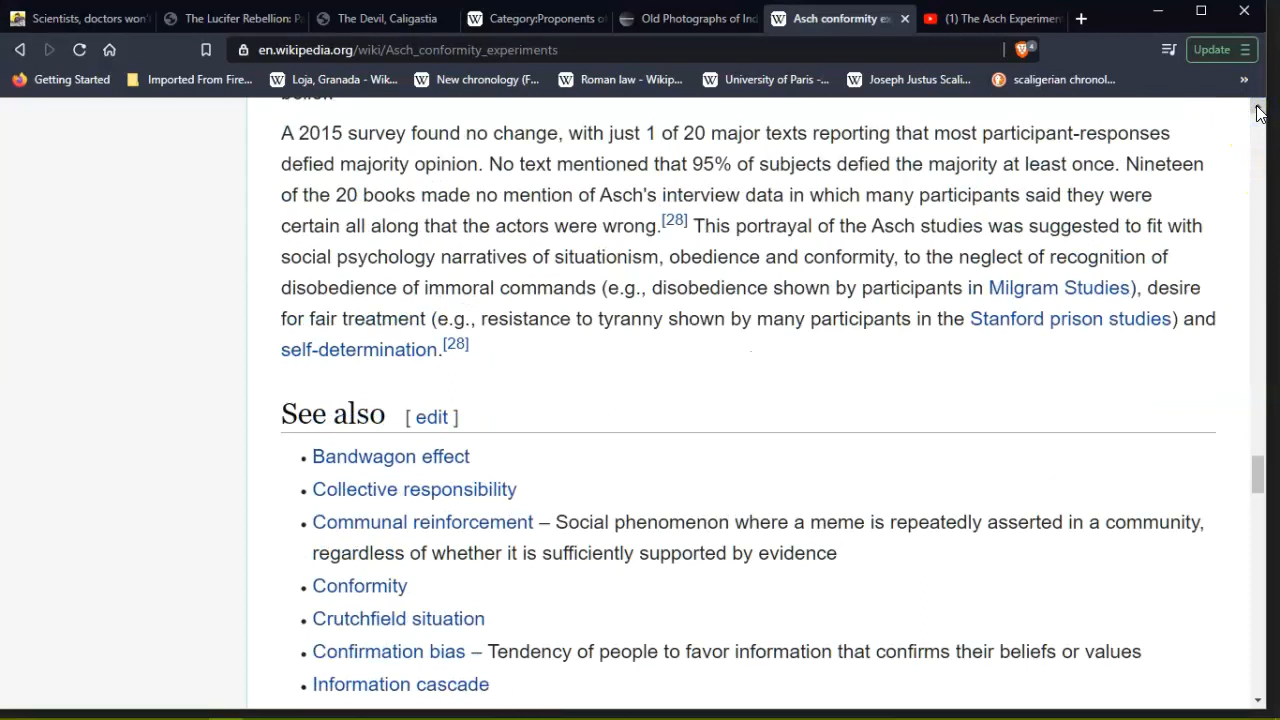 Scientists, doctors won'
The Lucifer Rebellion: Pa
The Devil, Caligastia
Category:Proponents of
Old Photographs of Ind
Asch conformity ex
(1) The Asch Experimen
en.wikipedia.org/wiki/Asch_conformity_experiments
4
Update
Getting Started
Imported From Fire...
Loja, Granada - Wik...
New chronology (F...
Roman law - Wikip...
University of Paris -...
Joseph Justus Scali...
scaligerian chronol...
A 2015 survey found no change, with just 1 of 20 major texts reporting that most participant-responses
defied majority opinion. No text mentioned that 95% of subjects defied the majority at least once. Nineteen
of the 20 books made no mention of Asch's interview data in which many participants said they were
certain all along that the actors were wrong.[28] This portrayal of the Asch studies was suggested to fit with
social psychology narratives of situationism, obedience and conformity, to the neglect of recognition of
disobedience of immoral commands (e.g., disobedience shown by participants in Milgram Studies), desire
for fair treatment (e.g., resistance to tyranny shown by many participants in the Stanford prison studies) and
self-determination.[28]
See also [ edit ]
• Bandwagon effect
• Collective responsibility
• Communal reinforcement – Social phenomenon where a meme is repeatedly asserted in a community,
regardless of whether it is sufficiently supported by evidence
• Conformity
• Crutchfield situation
• Confirmation bias – Tendency of people to favor information that confirms their beliefs or values
• Information cascade